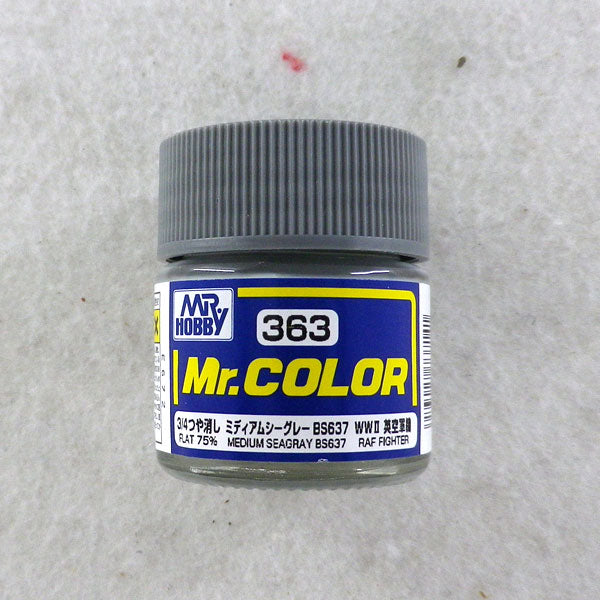 MR
HOBBY
363
Mr.COLOR
3/4つや消し ミディアムシーグレー BS637 WWⅡ 英空軍機
FLAT 75% MEDIUM SEAGRAY BS637 RAF FIGHTER